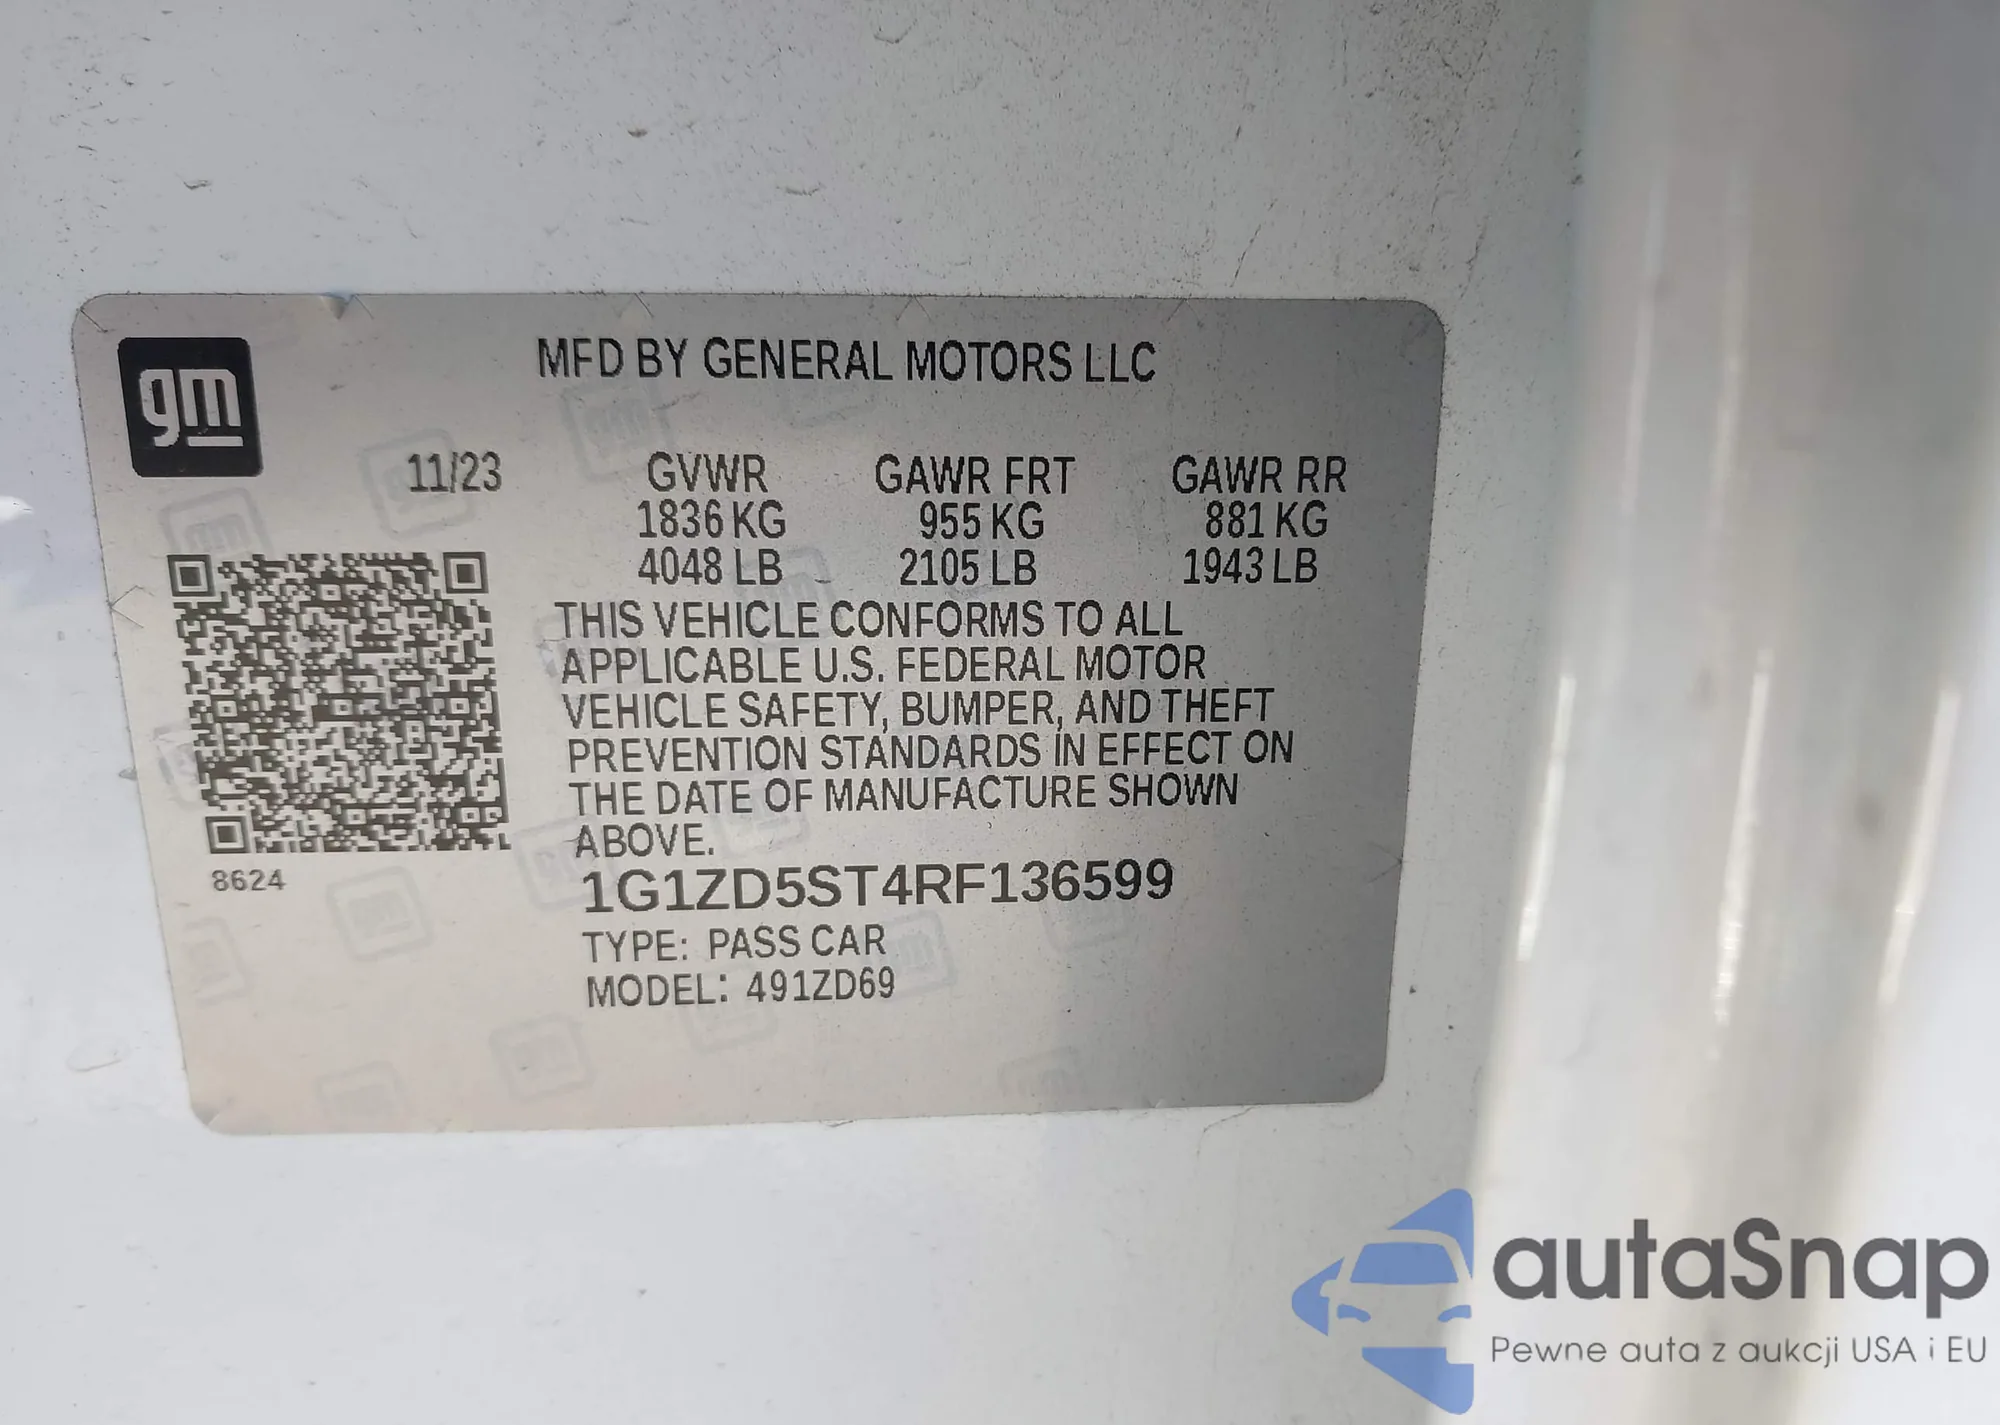 gm
MFD BY GENERAL MOTORS LLC
11/23 GVWR GAWR FRT GAWR RR
1836 KG 955 KG 881 KG
4048 LB 2105 LB 1943 LB
THIS VEHICLE CONFORMS TO ALL
APPLICABLE U.S. FEDERAL MOTOR
VEHICLE SAFETY, BUMPER, AND THEFT
PREVENTION STANDARDS IN EFFECT ON
THE DATE OF MANUFACTURE SHOWN
ABOVE.
8624
1G1ZD5ST4RF136599
TYPE: PASS CAR
MODEL: 491ZD69
autaSnap
Pewne auta z aukcji USA i EU